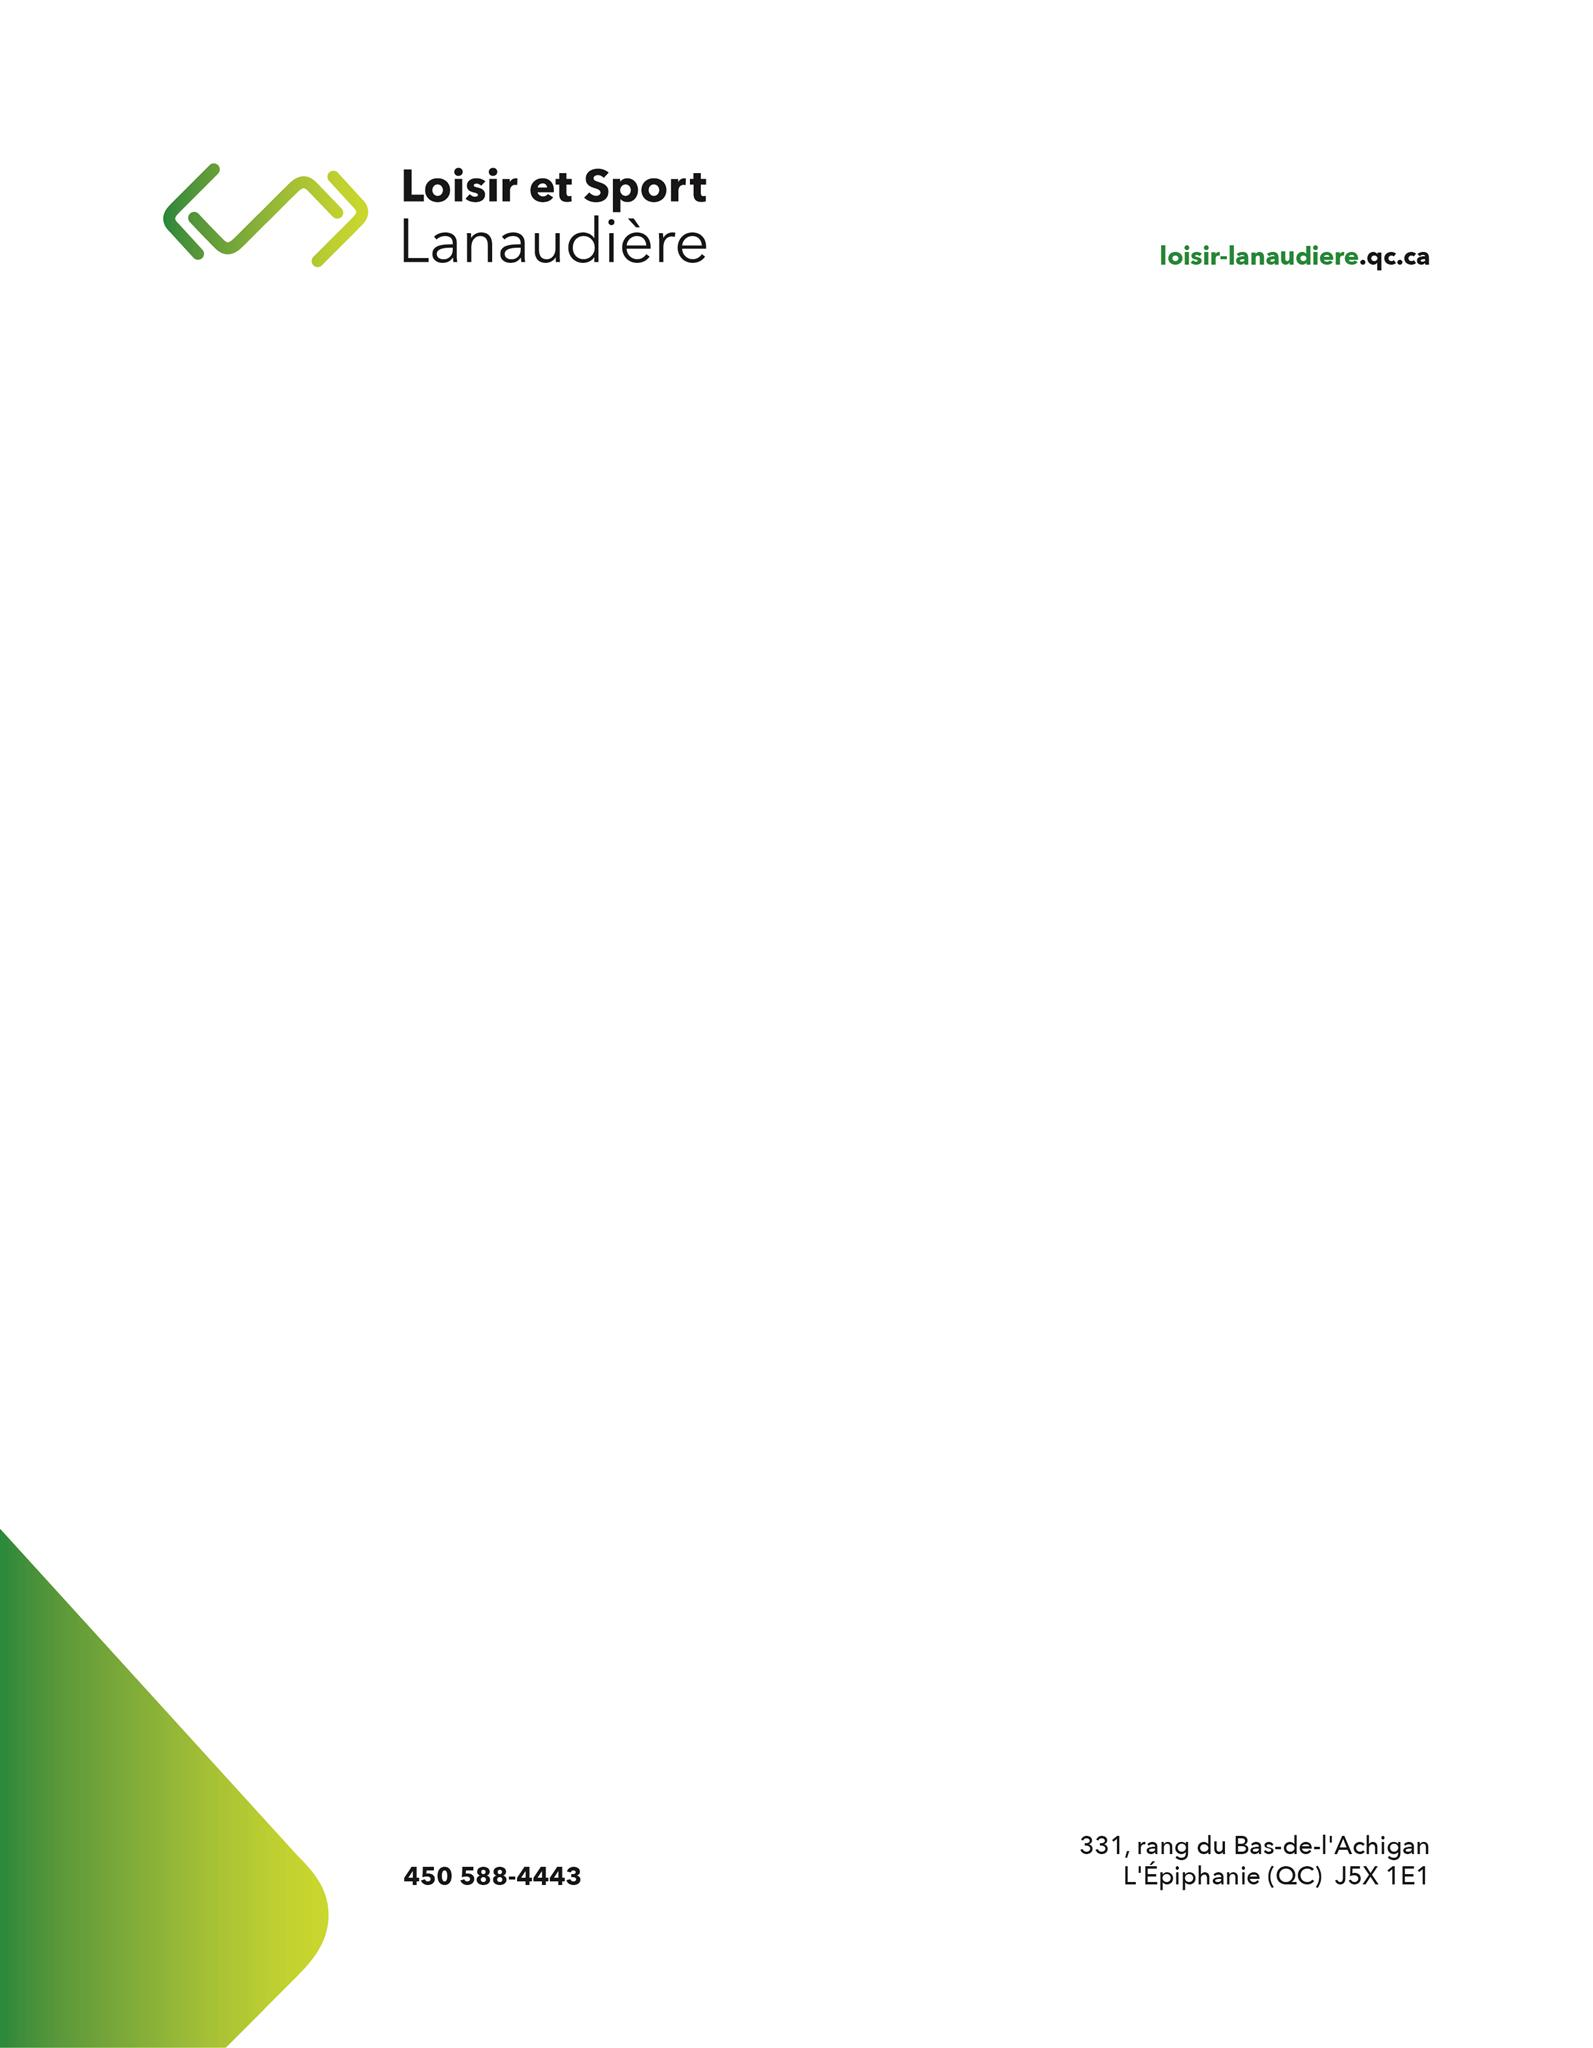 Loisir et Sport
Lanaudière
loisir-lanaudiere.qc.ca
450 588-4443
331, rang du Bas-de-l'Achigan
L'Épiphanie (QC)  J5X 1E1